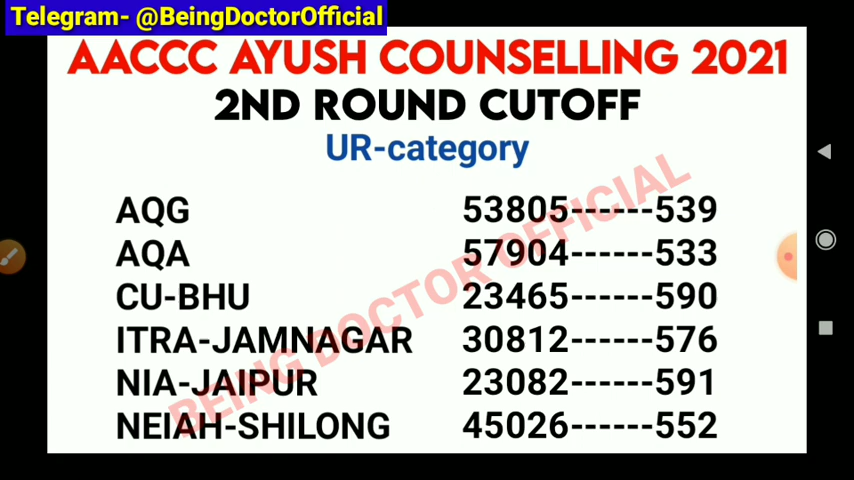 Telegram- @BeingDoctorOfficial
AACCC AYUSH COUNSELLING 2021
2ND ROUND CUTOFF
UR-category
AQG 53805------539
AQA 57904------533
CU-BHU 23465------590
ITRA-JAMNAGAR 30812------576
NIA-JAIPUR 23082------591
NEIAH-SHILONG 45026------552
BEING DOCTOR OFFICIAL